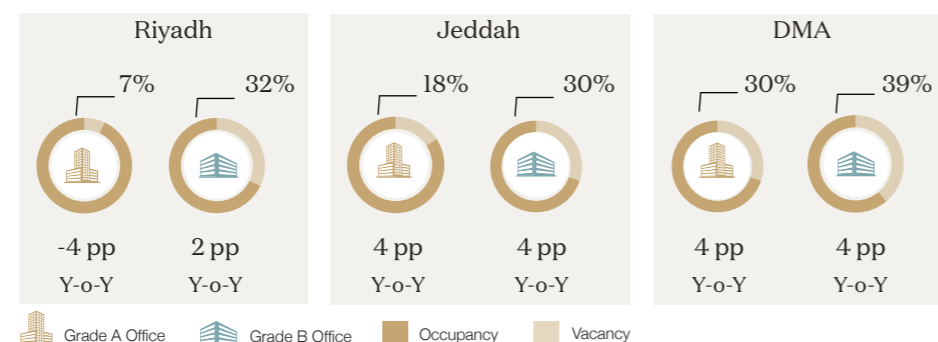 Riyadh
7%
32%
-4 pp
2 pp
Y-o-Y
Y-o-Y
Jeddah
18%
30%
4 pp
4 pp
Y-o-Y
Y-o-Y
DMA
30%
39%
4 pp
4 pp
Y-o-Y
Y-o-Y
Grade A Office
Grade B Office
Occupancy
Vacancy